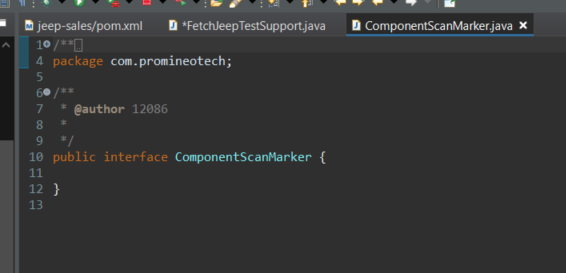 jeep-sales/pom.xml
*FetchJeepTestSupport.java
ComponentScanMarker.java
1 /**
4 package com.promineotech;
5
6 /**
7 * @author 12086
8 *
9 */
10 public interface ComponentScanMarker {
11
12 }
13